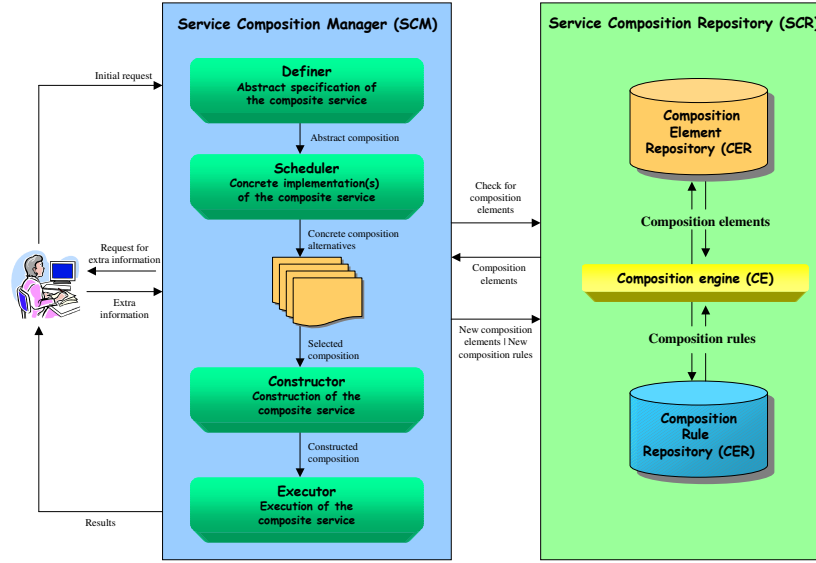 Service Composition Manager (SCM)
Service Composition Repository (SCR)
Initial request
Definer
Abstract specification of
the composite service
Abstract composition
Scheduler
Concrete implementation(s)
of the composite service
Concrete composition
alternatives
Request for
extra information
Extra
information
Selected
composition
Constructor
Construction of the
composite service
Constructed
composition
Executor
Execution of the
composite service
Results
Check for
composition
elements
Composition
elements
New composition
elements | New
composition rules
Composition
Element
Repository (CER
Composition elements
Composition engine (CE)
Composition rules
Composition
Rule
Repository (CER)